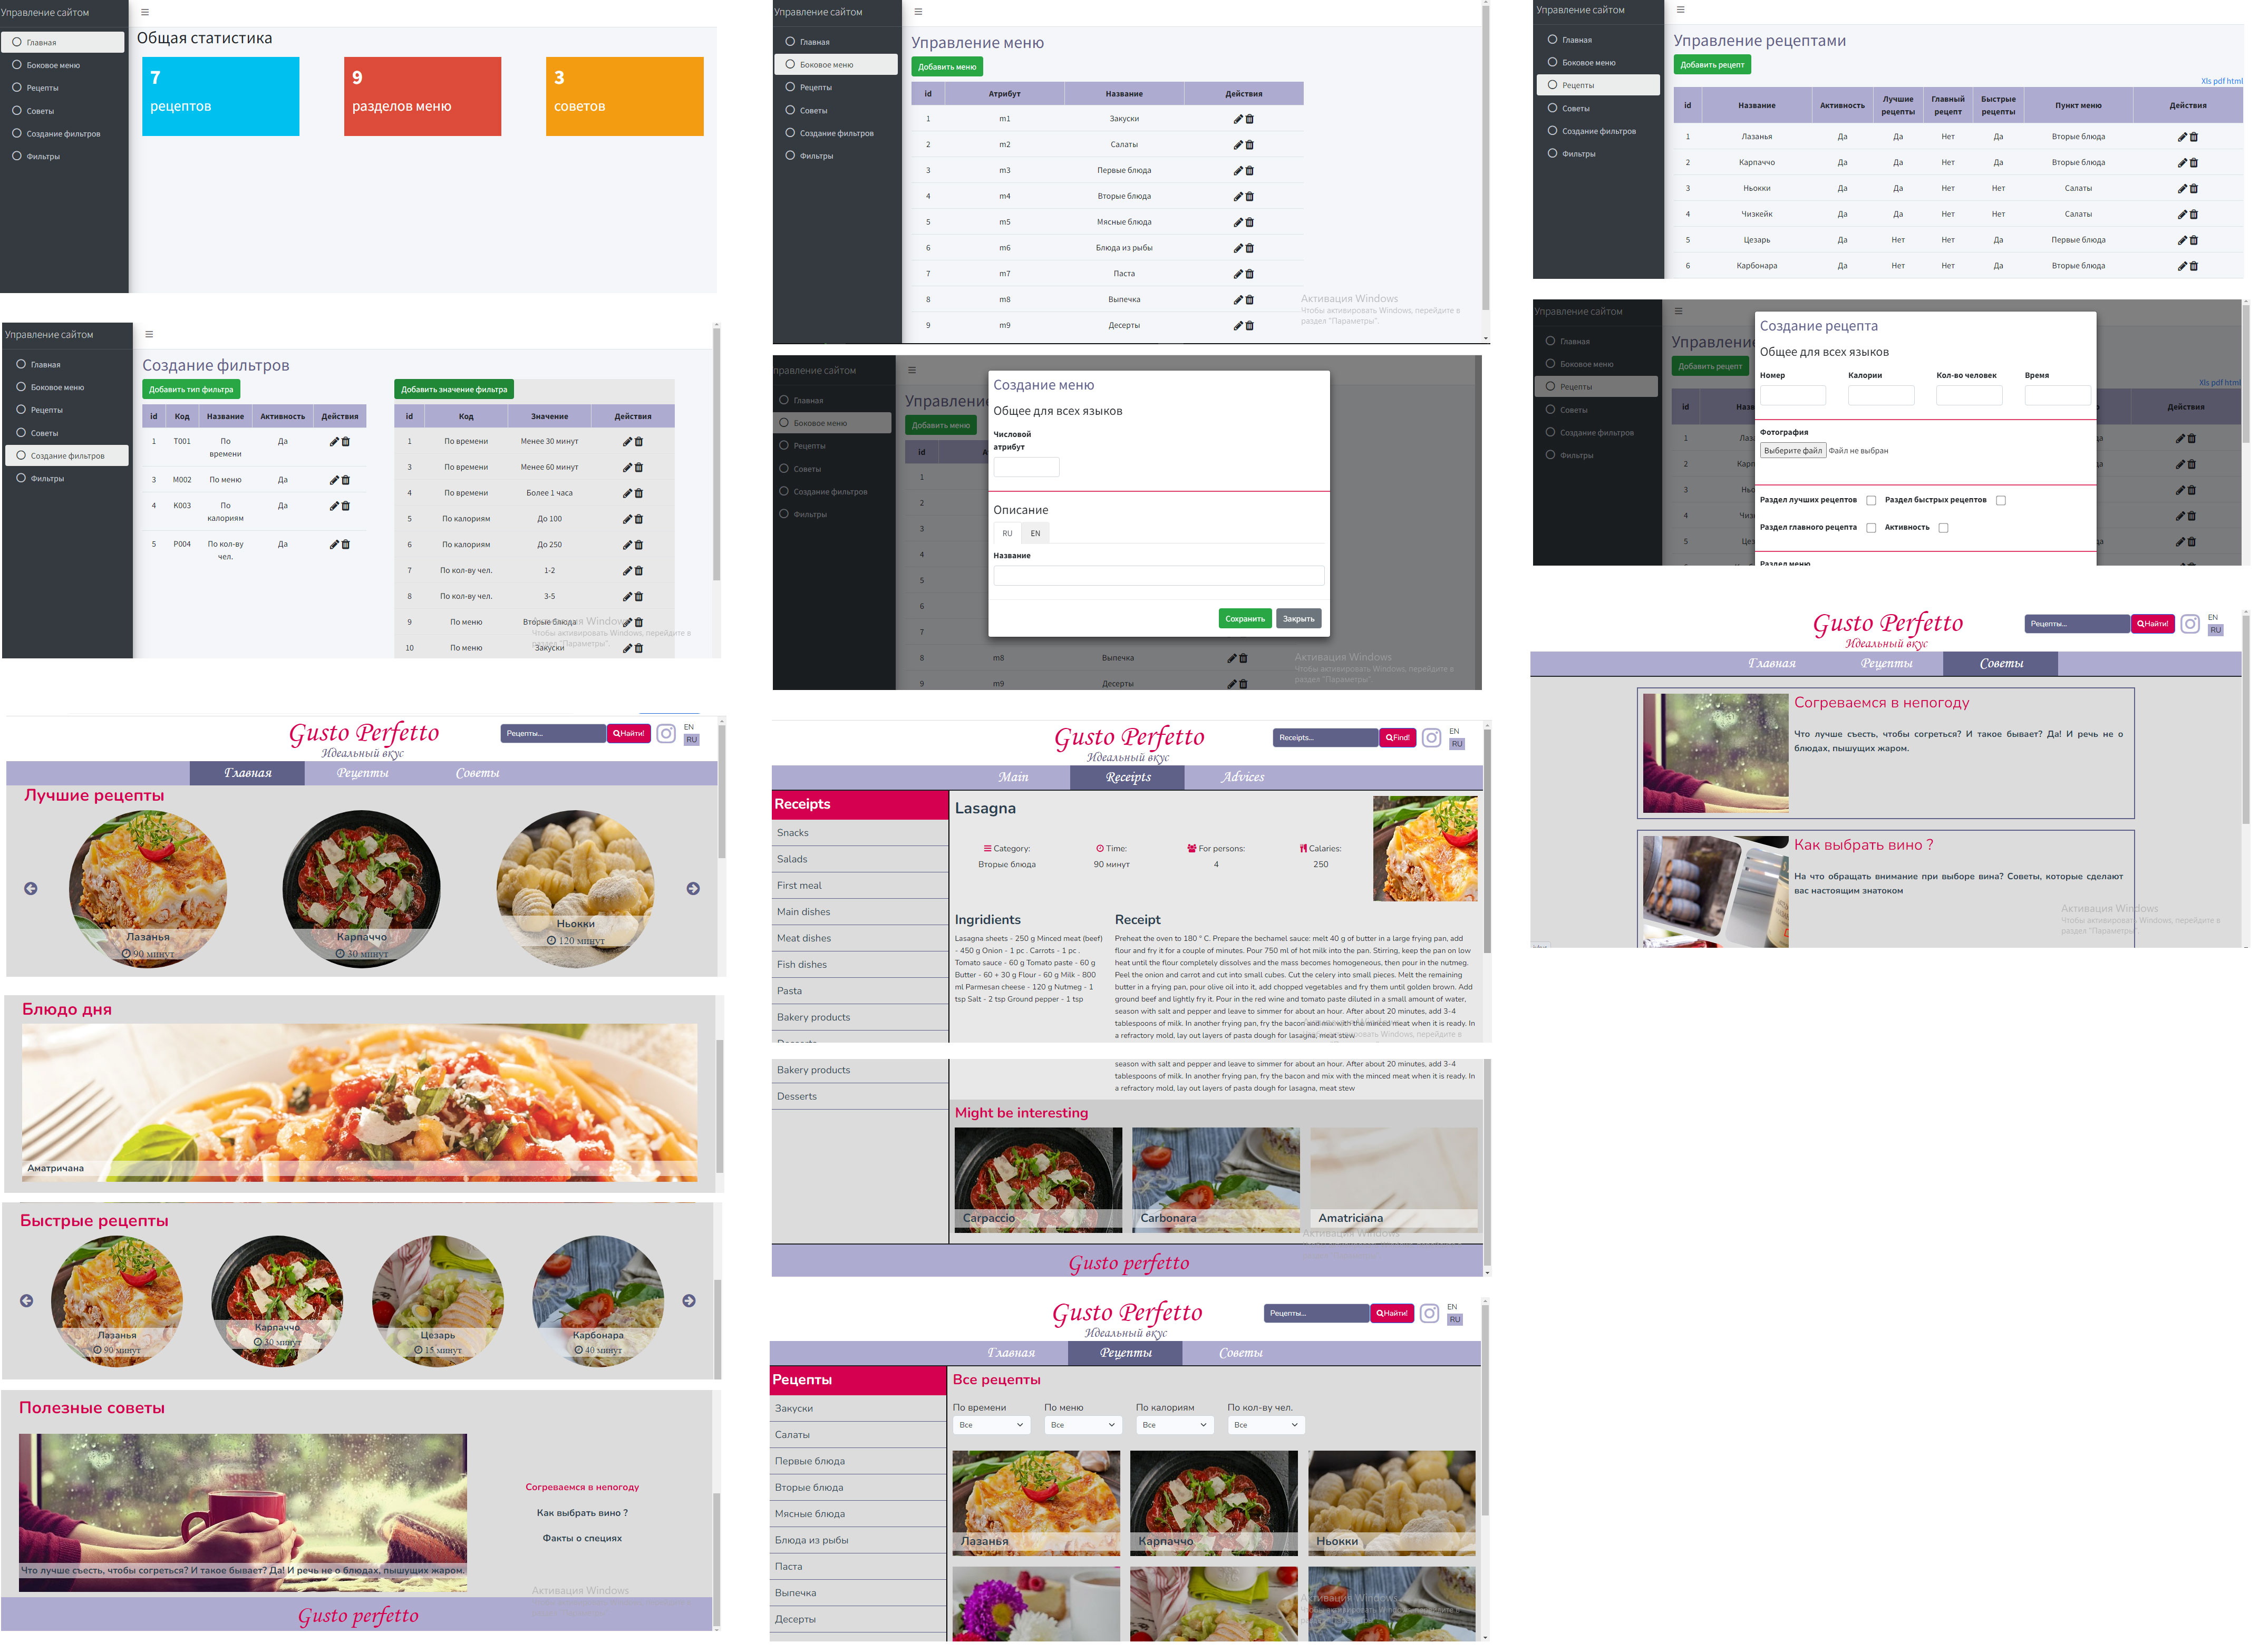 Управление сайтом
Главная
Боковое меню
Рецепты
Советы
Создание фильтров
Фильтры
Общая статистика
7
рецептов
9
разделов меню
3
советов
Управление сайтом
Главная
Боковое меню
Рецепты
Советы
Создание фильтров
Фильтры
Управление меню
Добавить меню
id Атрибут Название Действия
1 m1 Закуски
2 m2 Салаты
3 m3 Первые блюда
4 m4 Вторые блюда
5 m5 Мясные блюда
6 m6 Блюда из рыбы
7 m7 Паста
8 m8 Выпечка
9 m9 Десерты
Активация Windows
Чтобы активировать Windows, перейдите в
раздел "Параметры".
Управление сайтом
Главная
Боковое меню
Рецепты
Советы
Создание фильтров
Фильтры
Управление рецептами
Добавить рецепт
Xls pdf html
id Название Активность Лучшие рецепты Главный рецепт Быстрые рецепты Пункт меню Действия
1 Лазанья Да Да Нет Да Вторые блюда
2 Карпаччо Да Да Нет Да Вторые блюда
3 Ньокки Да Да Нет Нет Салаты
4 Чизкейк Да Да Нет Нет Салаты
5 Цезарь Да Нет Нет Да Первые блюда
6 Карбонара Да Нет Нет Да Вторые блюда
Управление сайтом
Главная
Боковое меню
Рецепты
Советы
Создание фильтров
Фильтры
Создание фильтров
Добавить тип фильтра
id Код Название Активность Действия
1 T001 По времени Да
3 M002 По меню Да
4 K003 По калориям Да
5 P004 По кол-ву чел. Да
Добавить значение фильтра
id Код Значение Действия
1 По времени Менее 30 минут
3 По времени Менее 60 минут
4 По времени Более 1 часа
5 По калориям До 100
6 По калориям До 250
7 По кол-ву чел. 1-2
8 По кол-ву чел. 3-5
9 По меню Вторые блюда
10 По меню Закуски
Активация Windows
Чтобы активировать Windows, перейдите в
раздел "Параметры".
правление сайтом
Главная
Боковое меню
Рецепты
Советы
Создание фильтров
Фильтры
Управление
Добавить меню
id
1
2
3
4
5
6
7
8 m8 Выпечка
9 m9 Десерты
Создание меню
Общее для всех языков
Числовой
атрибут
Описание
RU EN
Название
Сохранить Закрыть
Активация Windows
Чтобы активировать Windows, перейдите в
раздел "Параметры".
Управление сайтом
Главная
Боковое меню
Рецепты
Советы
Создание фильтров
Фильтры
Добавить рецепт
Xls pdf html
id
Действия
1
2
3
4
5
Создание рецепта
Общее для всех языков
Номер Калории Кол-во человек Время
Фотография
Выберите файл Файл не выбран
Раздел лучших рецептов Раздел быстрых рецептов
Раздел главного рецепта Активность
Раздел меню
Gusto Perfetto
Идеальный вкус
Рецепты... Найти!
EN
RU
Главная Рецепты Советы
Согреваемся в непогоду
Что лучше съесть, чтобы согреться? И такое бывает? Да! И речь не о
блюдах, пышущих жаром.
Как выбрать вино ?
На что обращать внимание при выборе вина? Советы, которые сделают
вас настоящим знатоком
Активация Windows
Чтобы активировать Windows, перейдите в
раздел "Параметры".
Gusto Perfetto
Идеальный вкус
Рецепты... Найти!
EN
RU
Главная Рецепты Советы
Лучшие рецепты
Лазанья
90 минут
Карпаччо
30 минут
Ньокки
120 минут
Блюдо дня
Аматричана
Быстрые рецепты
Лазанья
90 минут
Карпаччо
30 минут
Цезарь
15 минут
Карбонара
40 минут
Полезные советы
Согреваемся в непогоду
Как выбрать вино ?
Факты о специях
Что лучше съесть, чтобы согреться? И такое бывает? Да! И речь не о блюдах, пышущих жаром.
Активация Windows
Gusto perfetto
Gusto Perfetto
Идеальный вкус
Receipts... Find!
EN
RU
Main Receipts Advices
Receipts
Snacks
Salads
First meal
Main dishes
Meat dishes
Fish dishes
Pasta
Bakery products
Desserts
Lasagna
Category: Time: For persons: Calaries:
Вторые блюда 90 минут 4 250
Ingridients
Lasagna sheets - 250 g Minced meat (beef)
- 450 g Onion - 1 pc . Carrots - 1 pc .
Tomato sauce - 60 g Tomato paste - 60 g
Butter - 60 + 30 g Flour - 60 g Milk - 800
ml Parmesan cheese - 120 g Nutmeg - 1
tsp Salt - 2 tsp Ground pepper - 1 tsp
Receipt
Preheat the oven to 180 ° C. Prepare the bechamel sauce: melt 40 g of butter in a large frying pan, add
flour and fry it for a couple of minutes. Pour 750 ml of hot milk into the pan. Stirring, keep the pan on low
heat until the flour completely dissolves and the mass becomes homogeneous, then pour in the nutmeg.
Peel the onion and carrot and cut into small cubes. Cut the celery into small pieces. Melt the remaining
butter in a frying pan, pour olive oil into it, add chopped vegetables and fry them until golden brown. Add
ground beef and lightly fry it. Pour in the red wine and tomato paste diluted in a small amount of water,
season with salt and pepper and leave to simmer for about an hour. After about 20 minutes, add 3-4
tablespoons of milk. In another frying pan, fry the bacon and mix with the minced meat when it is ready. In
a refractory mold, lay out layers of pasta dough for lasagna, meat stew
Bakery products
Desserts
season with salt and pepper and leave to simmer for about an hour. After about 20 minutes, add 3-4
tablespoons of milk. In another frying pan, fry the bacon and mix with the minced meat when it is ready. In
a refractory mold, lay out layers of pasta dough for lasagna, meat stew
Might be interesting
Carpaccio
Carbonara
Amatriciana
Активация Windows
Gusto perfetto
Gusto Perfetto
Идеальный вкус
Рецепты... Найти!
EN
RU
Главная Рецепты Советы
Рецепты
Закуски
Салаты
Первые блюда
Вторые блюда
Мясные блюда
Блюда из рыбы
Паста
Выпечка
Десерты
Все рецепты
По времени По меню По калориям По кол-ву чел.
Все Все Все Все
Лазанья
Карпаччо
Ньокки
Активация Windows